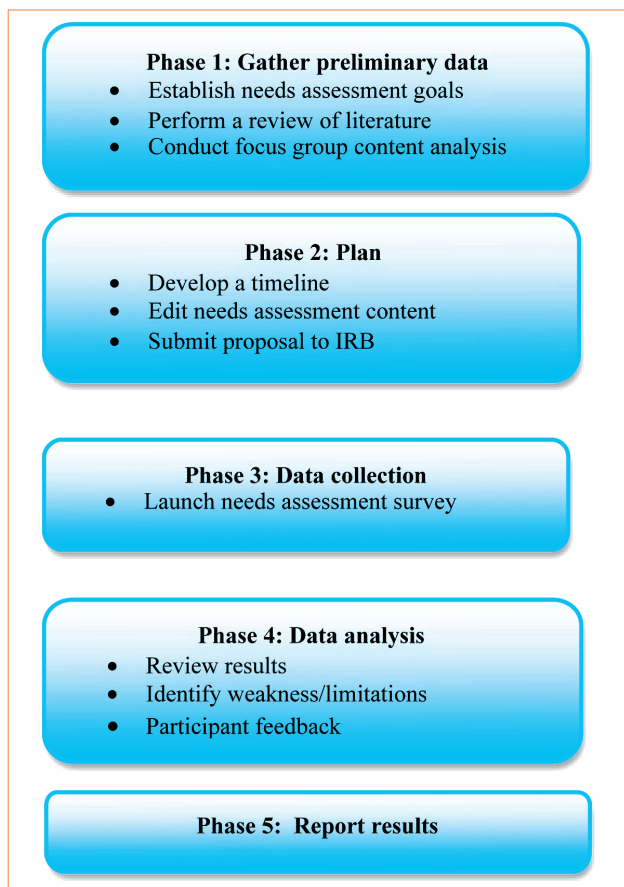 Phase 1: Gather preliminary data
• Establish needs assessment goals
• Perform a review of literature
• Conduct focus group content analysis
Phase 2: Plan
• Develop a timeline
• Edit needs assessment content
• Submit proposal to IRB
Phase 3: Data collection
• Launch needs assessment survey
Phase 4: Data analysis
• Review results
• Identify weakness/limitations
• Participant feedback
Phase 5: Report results